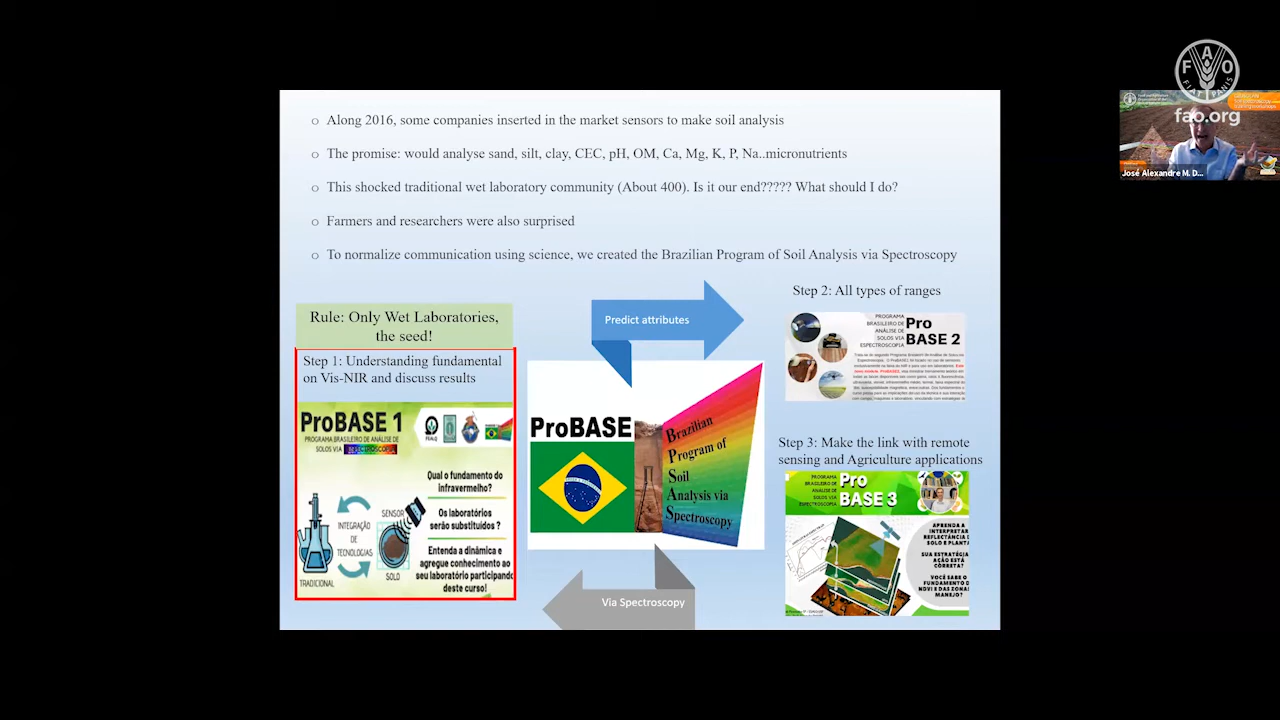 Along 2016, some companies inserted in the market sensors to make soil analysis
The promise: would analyse sand, silt, clay, CEC, pH, OM, Ca, Mg, K, P, Na..micronutrients
This shocked traditional wet laboratory community (About 400). Is it our end????? What should I do?
Farmers and researchers were also surprised
To normalize communication using science, we created the Brazilian Program of Soil Analysis via Spectroscopy
Rule: Only Wet Laboratories,
the seed!
Step 1: Understanding fundamental
on Vis-NIR and discuss results
ProBASE 1
PROGRAMA BRASILEIRO DE ANÁLISE DE
SOLOS VIA ESPECTROSCOPIA
Qual o fundamento do
infravermelho?
Os laboratórios
serão substituídos ?
Entenda a dinâmica e
agregue conhecimento ao
seu laboratório participando
deste curso!
INTEGRAÇÃO
DE
TECNOLOGIAS
SENSOR
TRADICIONAL
SOLO
Predict attributes
ProBASE
Brazilian
Program of
Soil
Analysis via
Spectroscopy
Via Spectroscopy
Step 2: All types of ranges
PROGRAMA
BRASILEIRO DE
ANÁLISE DE
SOLOS VIA
ESPECTROSCOPIA
Pro
BASE 2
Step 3: Make the link with remote
sensing and Agriculture applications
PROGRAMA
BRASILEIRO DE
ANÁLISE DE
SOLOS VIA
ESPECTROSCOPIA
Pro
BASE 3
APRENDA A
INTERPRETAR
REFLECTÂNCIA
SOLO E PLANTA
SUA ESTRATÉGIA
AÇÃO ESTÁ
CORRETA?
VOCÊ SABE O
FUNDAMENTO D
NDVI E DAS ZONA
MANEJO?
FAO
FIAT PANIS
fao.org
José Alexandre M. D...